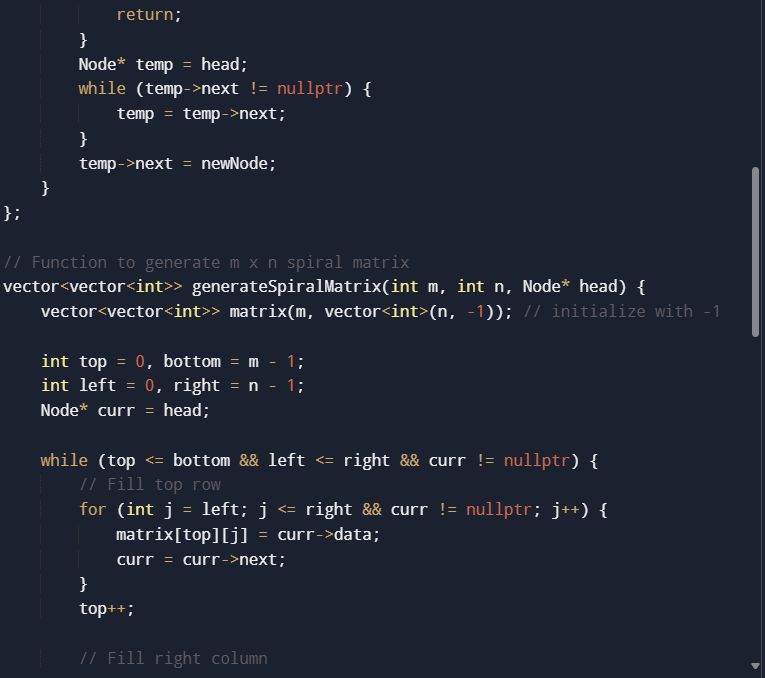 return;
        }
        Node* temp = head;
        while (temp->next != nullptr) {
            temp = temp->next;
        }
        temp->next = newNode;
    }
};

// Function to generate m x n spiral matrix
vector<vector<int>> generateSpiralMatrix(int m, int n, Node* head) {
    vector<vector<int>> matrix(m, vector<int>(n, -1)); // initialize with -1

    int top = 0, bottom = m - 1;
    int left = 0, right = n - 1;
    Node* curr = head;

    while (top <= bottom && left <= right && curr != nullptr) {
        // Fill top row
        for (int j = left; j <= right && curr != nullptr; j++) {
            matrix[top][j] = curr->data;
            curr = curr->next;
        }
        top++;

        // Fill right column